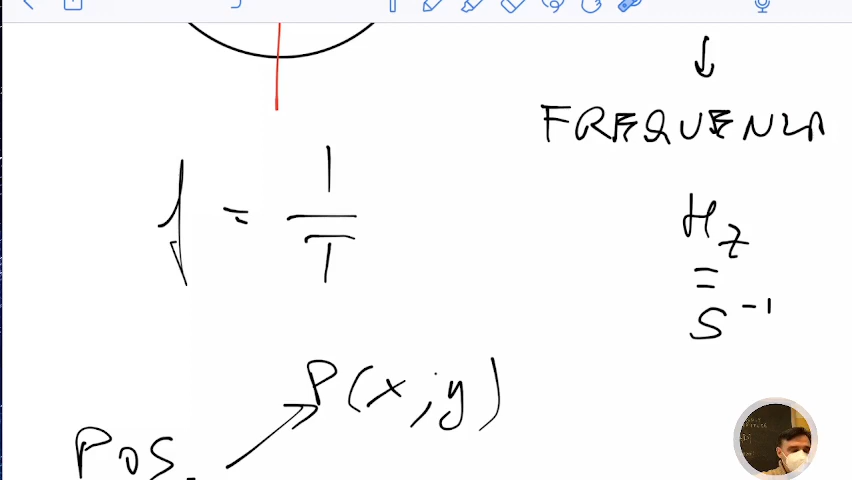 FREQUENZA
f = 1/T
Hz
=
S⁻¹
P(x,y)
POS.